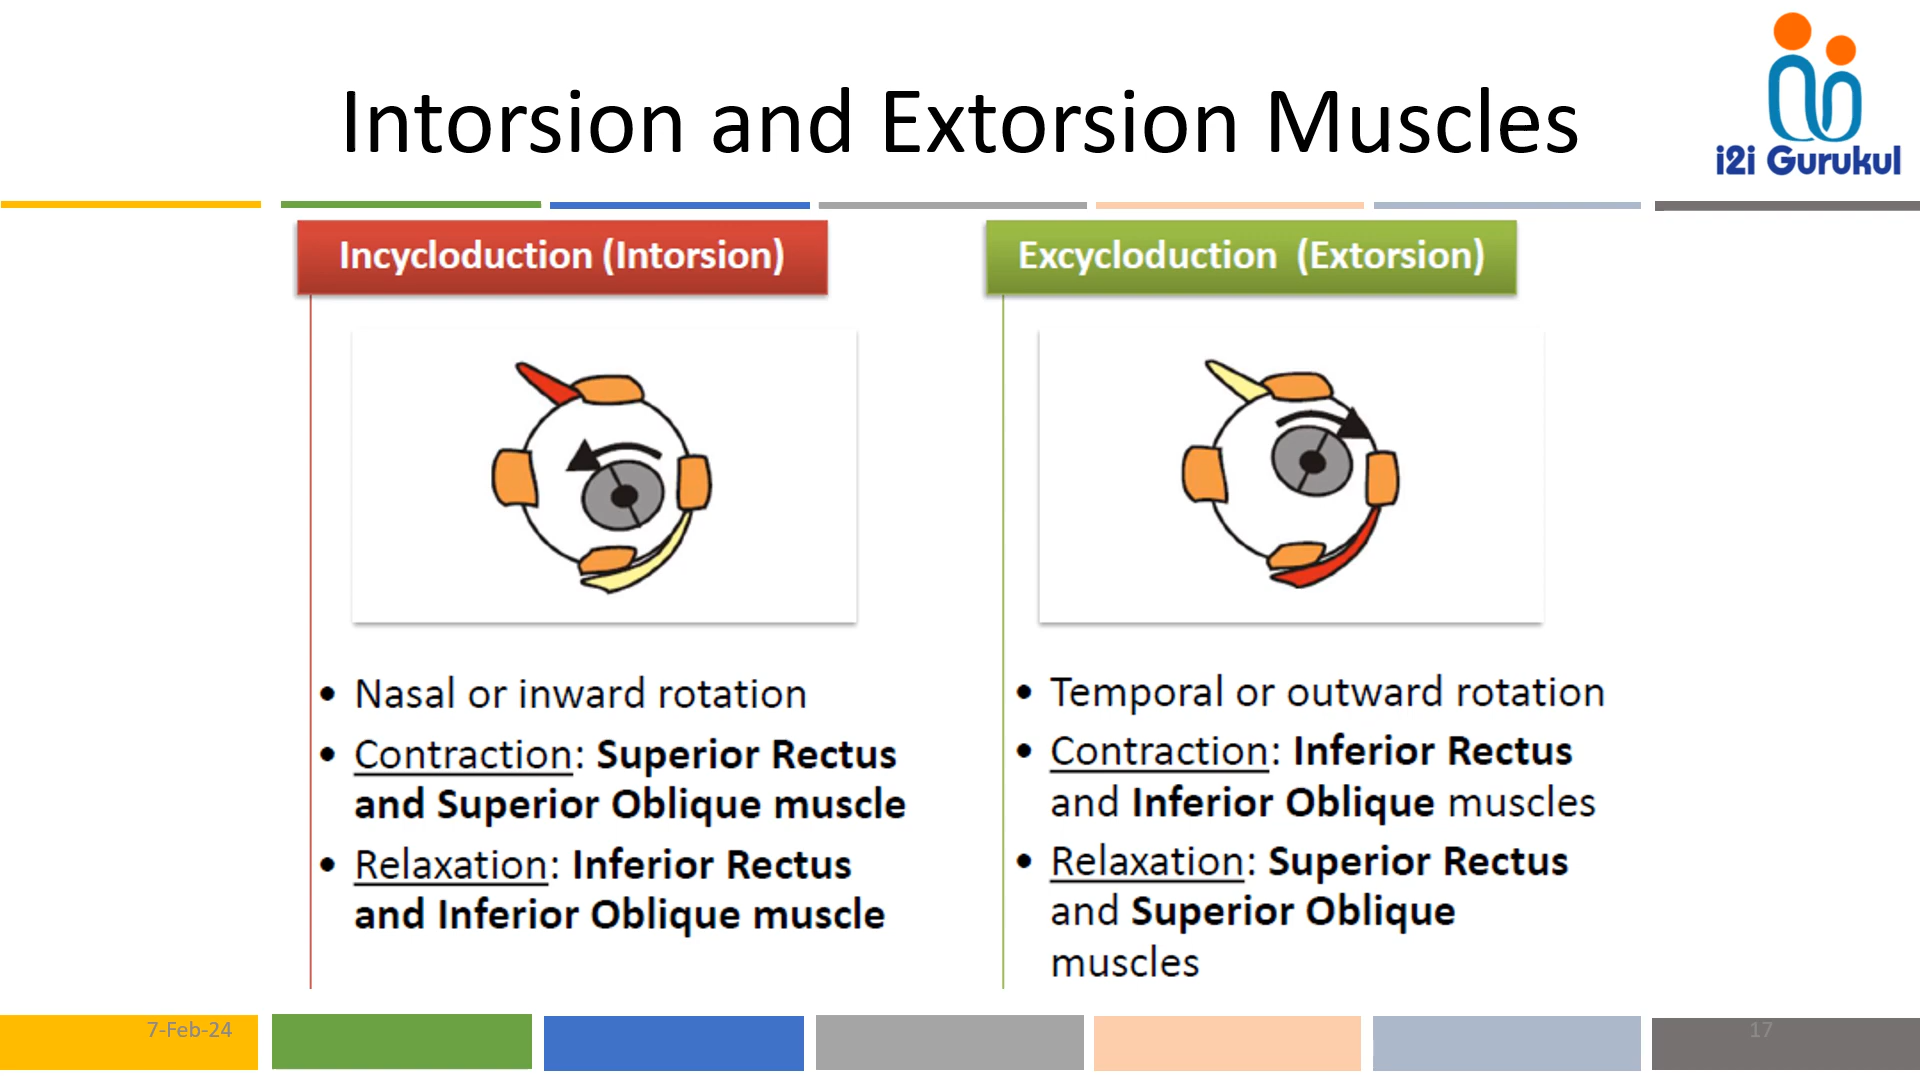 Intorsion and Extorsion Muscles
i2i Gurukul
Incycloduction (Intorsion)
• Nasal or inward rotation
• Contraction: Superior Rectus
and Superior Oblique muscle
• Relaxation: Inferior Rectus
and Inferior Oblique muscle
Excycloduction (Extorsion)
• Temporal or outward rotation
• Contraction: Inferior Rectus
and Inferior Oblique muscles
• Relaxation: Superior Rectus
and Superior Oblique
muscles
7-Feb-24
17